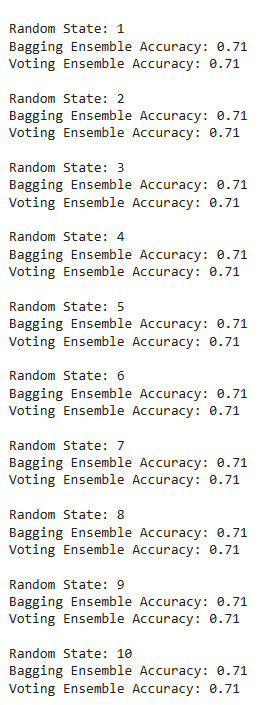 Random State: 1
Bagging Ensemble Accuracy: 0.71
Voting Ensemble Accuracy: 0.71
Random State: 2
Bagging Ensemble Accuracy: 0.71
Voting Ensemble Accuracy: 0.71
Random State: 3
Bagging Ensemble Accuracy: 0.71
Voting Ensemble Accuracy: 0.71
Random State: 4
Bagging Ensemble Accuracy: 0.71
Voting Ensemble Accuracy: 0.71
Random State: 5
Bagging Ensemble Accuracy: 0.71
Voting Ensemble Accuracy: 0.71
Random State: 6
Bagging Ensemble Accuracy: 0.71
Voting Ensemble Accuracy: 0.71
Random State: 7
Bagging Ensemble Accuracy: 0.71
Voting Ensemble Accuracy: 0.71
Random State: 8
Bagging Ensemble Accuracy: 0.71
Voting Ensemble Accuracy: 0.71
Random State: 9
Bagging Ensemble Accuracy: 0.71
Voting Ensemble Accuracy: 0.71
Random State: 10
Bagging Ensemble Accuracy: 0.71
Voting Ensemble Accuracy: 0.71